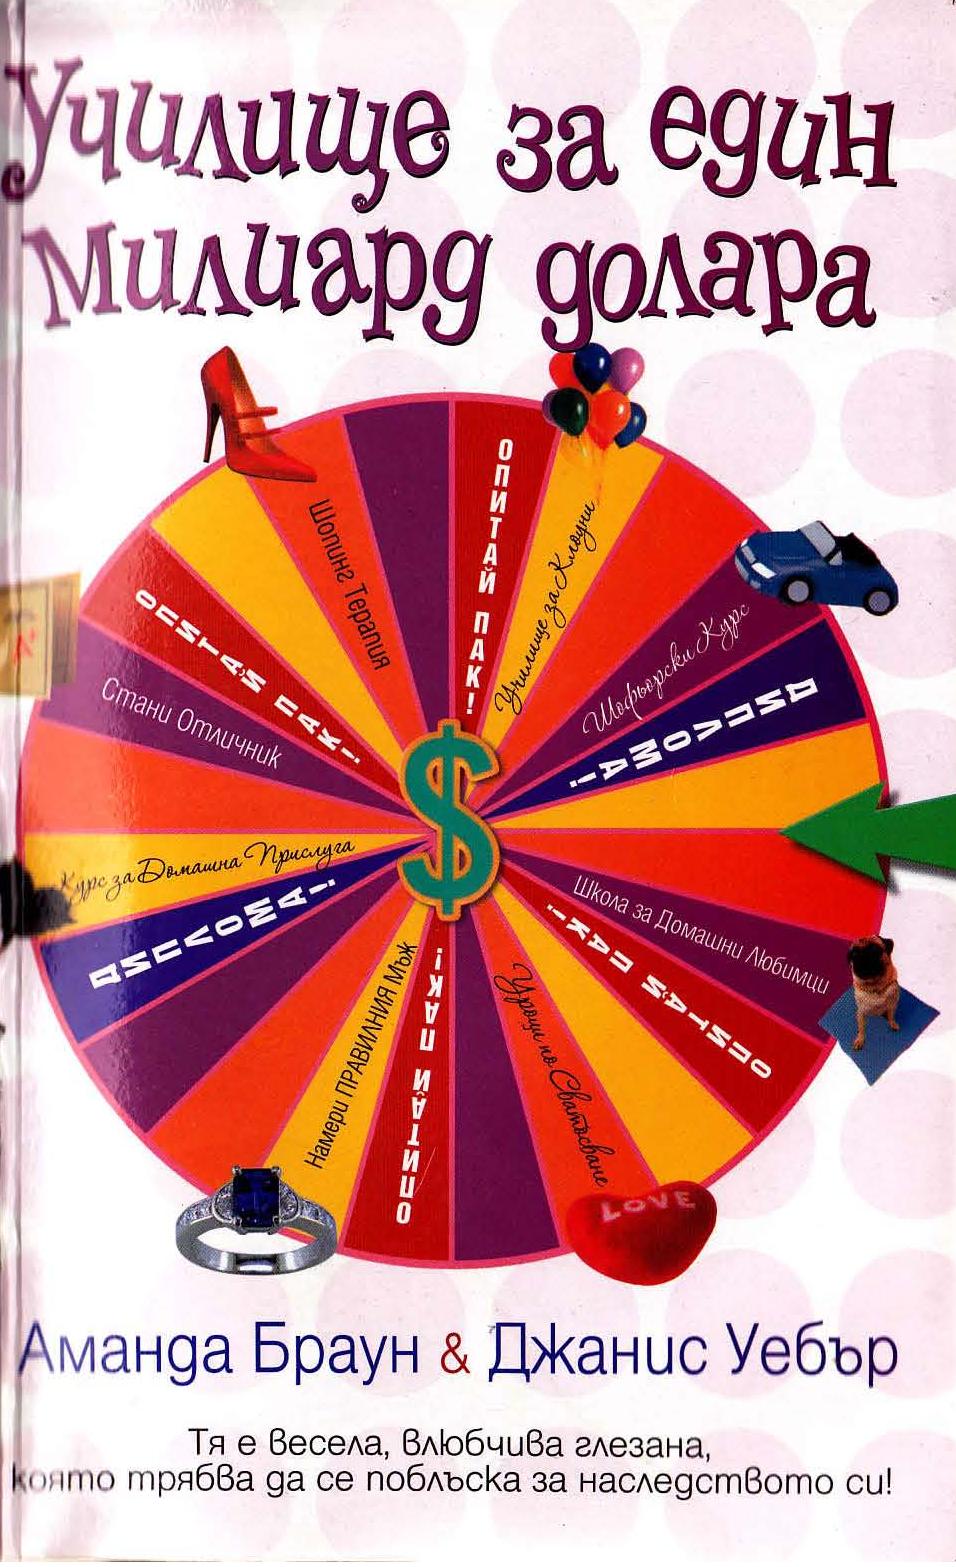 Училище за един
Милиард долара
ОПИТАЙ ПАК!
Училище за Клоуни
Шофьорски Курс
ДИПЛОМА!
Школа за Домашни Любимци
ОПИТАЙ ПАК!
Уроци по Сватосване
LOVE
ОПИТАЙ ПАК!
Намери ПРАВИЛНИЯ Мъж
ДИПЛОМА!
Курс за Домашна Прислуга
Стани Отличник
ОПИТАЙ ПАК!
Шопинг Терапия
$
Аманда Браун & Джанис Уебър
Тя е весела, влюбчива глезана,
която трябва да се поблъска за наследството си!